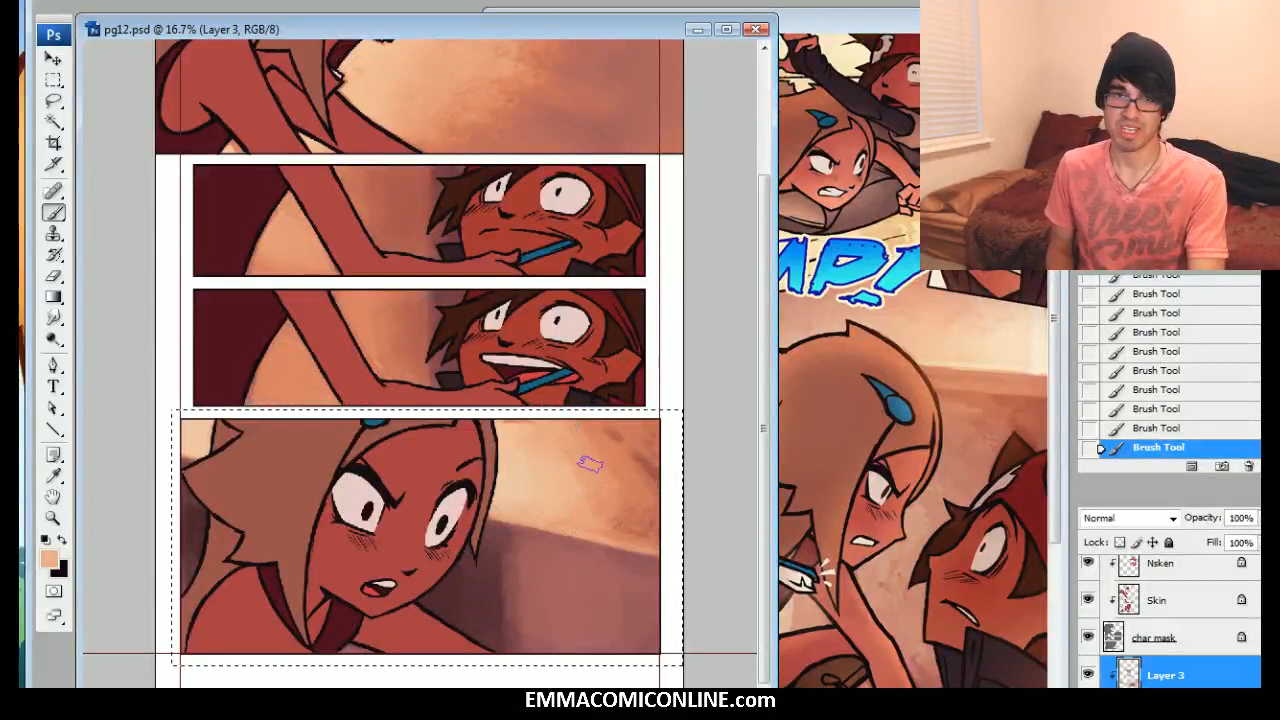 Ps
pg12.psd @ 16.7% (Layer 3, RGB/8)
Brush Tool
Brush Tool
Brush Tool
Brush Tool
Brush Tool
Brush Tool
Brush Tool
Brush Tool
Brush Tool
Normal
Opacity: 100%
Lock:
Fill: 100%
Nsken
Skin
char mask
Layer 3
T
EMMACOMICONLINE.com